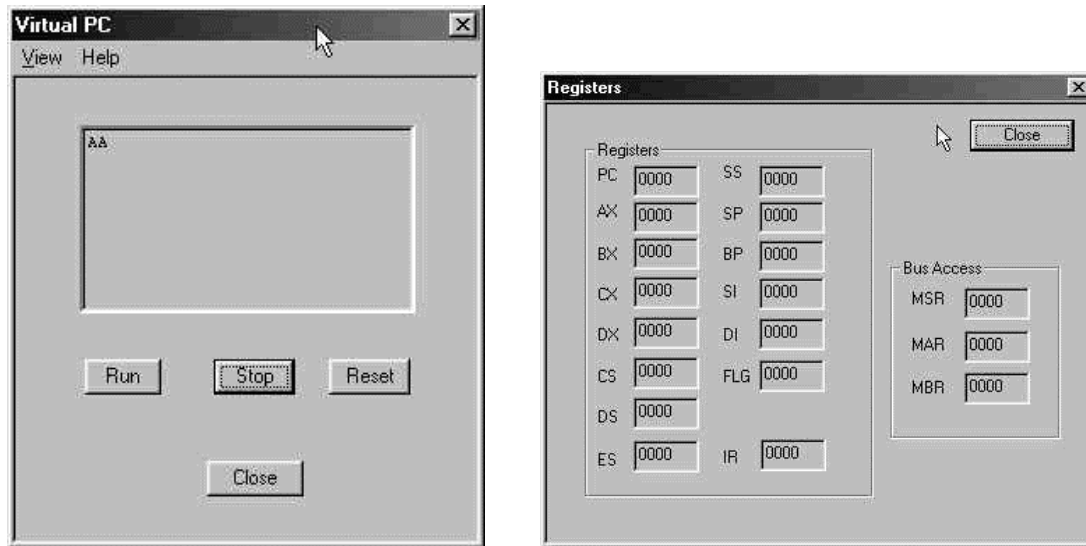 Virtual PC
View Help
AA
Run Stop Reset
Close
Registers
Close
Registers
PC 0000 SS 0000
AX 0000 SP 0000
BX 0000 BP 0000
CX 0000 SI 0000
DX 0000 DI 0000
CS 0000 FLG 0000
DS 0000
ES 0000 IR 0000
Bus Access
MSR 0000
MAR 0000
MBR 0000